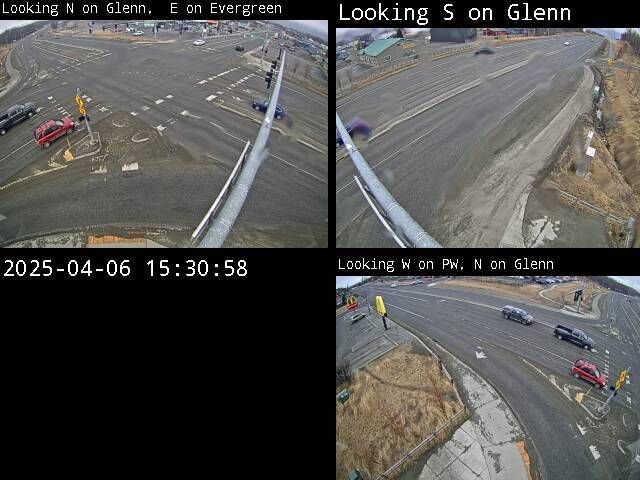 Looking N on Glenn, E on Evergreen
Looking S on Glenn
2025-04-06 15:30:58
Looking W on PW, N on Glenn